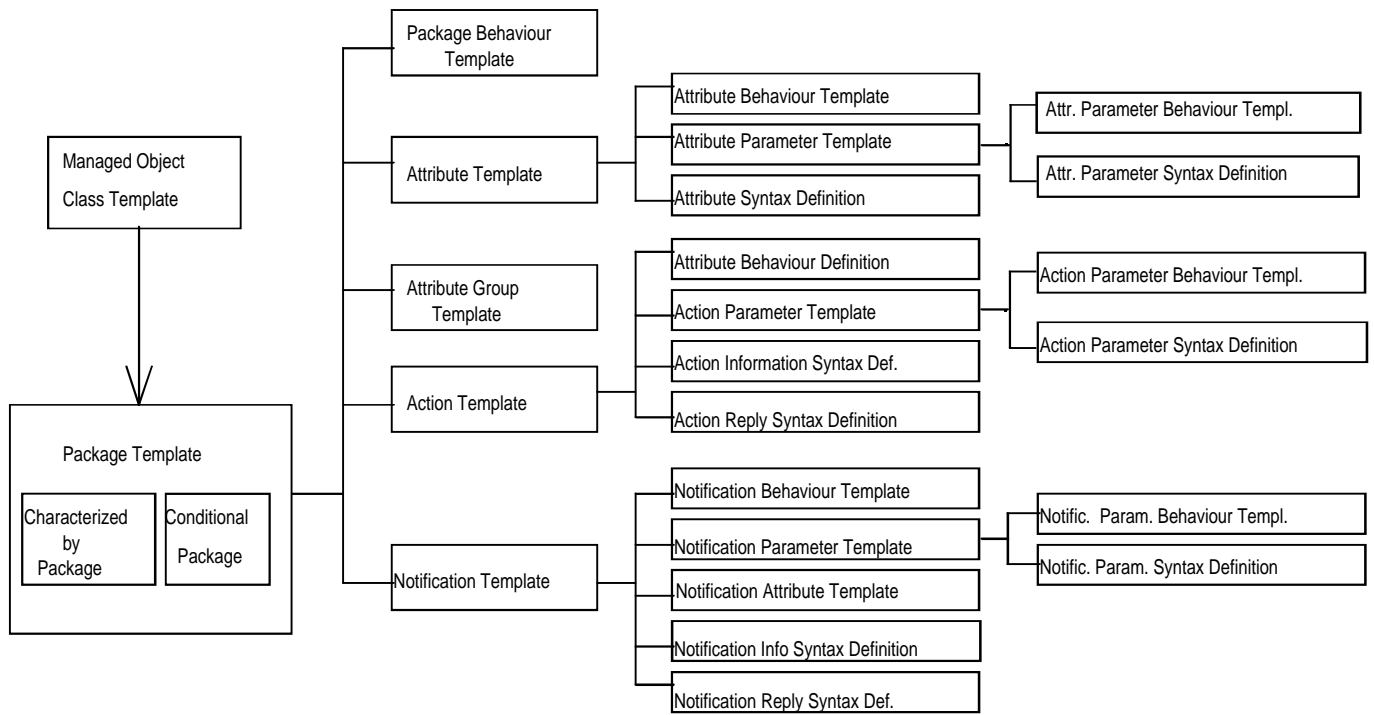 Managed Object
Class Template
Package Template
Characterized
by
Package
Conditional
Package
Package Behaviour
Template
Attribute Template
Attribute Group
Template
Action Template
Notification Template
Attribute Behaviour Template
Attribute Parameter Template
Attribute Syntax Definition
Attribute Behaviour Definition
Action Parameter Template
Action Information Syntax Def.
Action Reply Syntax Definition
Notification Behaviour Template
Notification Parameter Template
Notification Attribute Template
Notification Info Syntax Definition
Notification Reply Syntax Def.
Attr. Parameter Behaviour Templ.
Attr. Parameter Syntax Definition
Action Parameter Behaviour Templ.
Action Parameter Syntax Definition
Notific. Param. Behaviour Templ.
Notific. Param. Syntax Definition